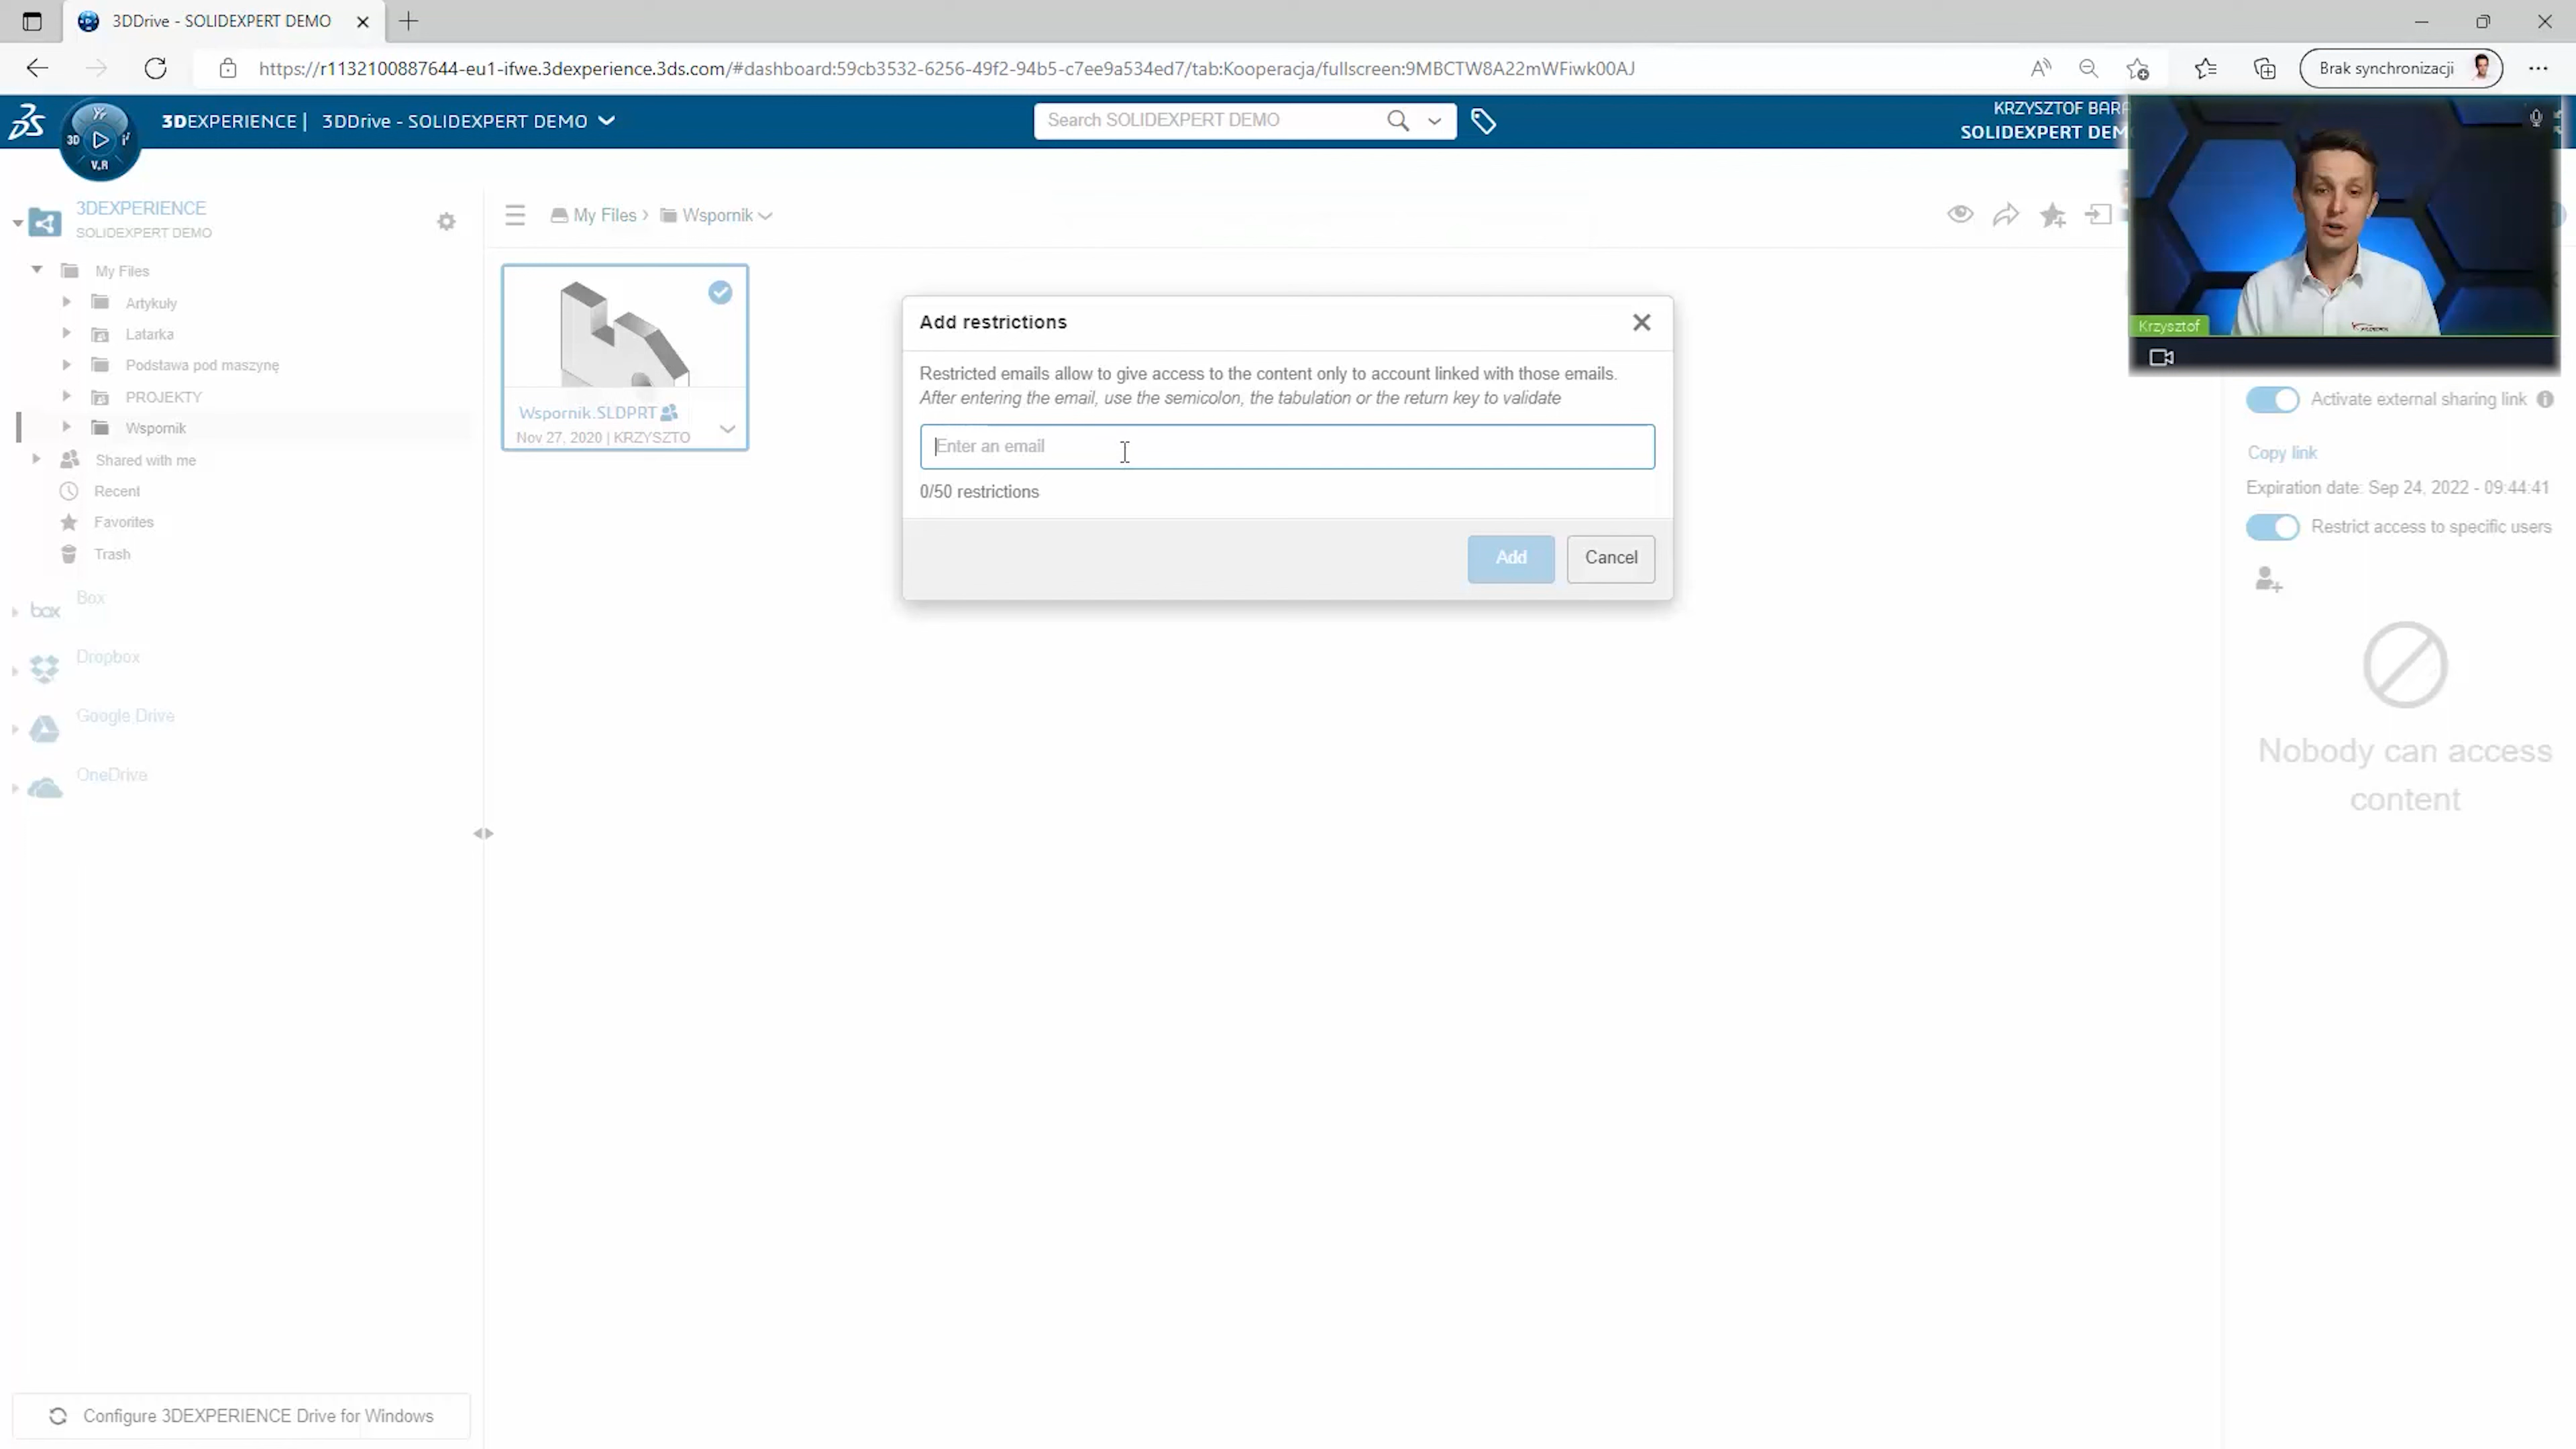 3DDrive - SOLIDEXPERT DEMO
https://r1132100887644-eu1-ifwe.3dexperience.3ds.com/#dashboard:59cb3532-6256-49f2-94b5-c7ee9a534ed7/tab:Kooperacja/fullscreen:9MBCTW8A22mWFiwk00AJ
Brak synchronizacji
3DEXPERIENCE | 3DDrive - SOLIDEXPERT DEMO
Search SOLIDEXPERT DEMO
KRZYSZTOF BARA
SOLIDEXPERT DEM
3D
V.R
3DEXPERIENCE
SOLIDEXPERT DEMO
My Files
Artykuły
Latarka
Podstawa pod maszynę
PROJEKTY
Wspornik
Shared with me
Recent
Favorites
Trash
box
Box
Dropbox
Google Drive
OneDrive
Configure 3DEXPERIENCE Drive for Windows
My Files
Wspornik
Wspornik.SLDPRT
Nov 27, 2020 | KRZYSZTO
Add restrictions
Restricted emails allow to give access to the content only to account linked with those emails.
After entering the email, use the semicolon, the tabulation or the return key to validate
Enter an email
0/50 restrictions
Add
Cancel
Krzysztof
Activate external sharing link
Copy link
Expiration date: Sep 24, 2022 - 09:44:41
Restrict access to specific users
Nobody can access
content